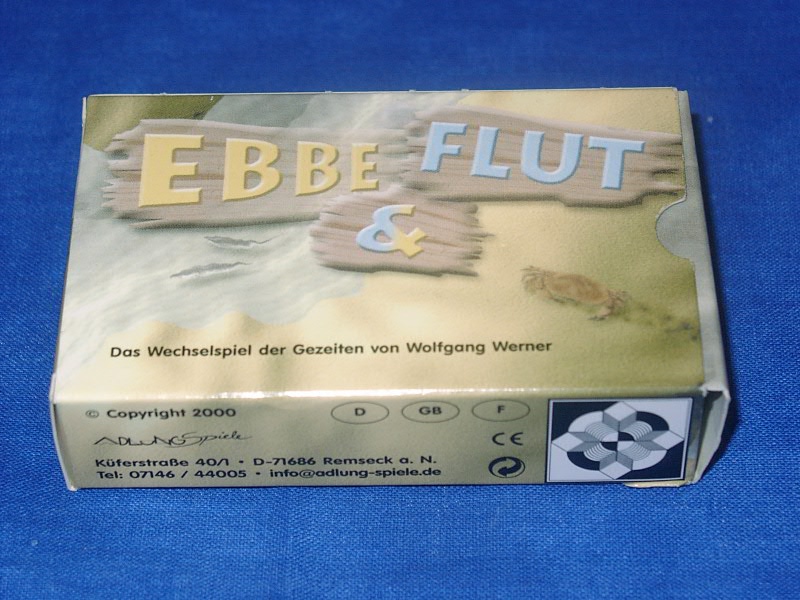 EBBE & FLUT
Das Wechselspiel der Gezeiten von Wolfgang Werner
© Copyright 2000
D GB F
ADLUNG Spiele
CE
Küferstraße 40/1 • D-71686 Remseck a. N.
Tel: 07146 / 44005 • info@adlung-spiele.de